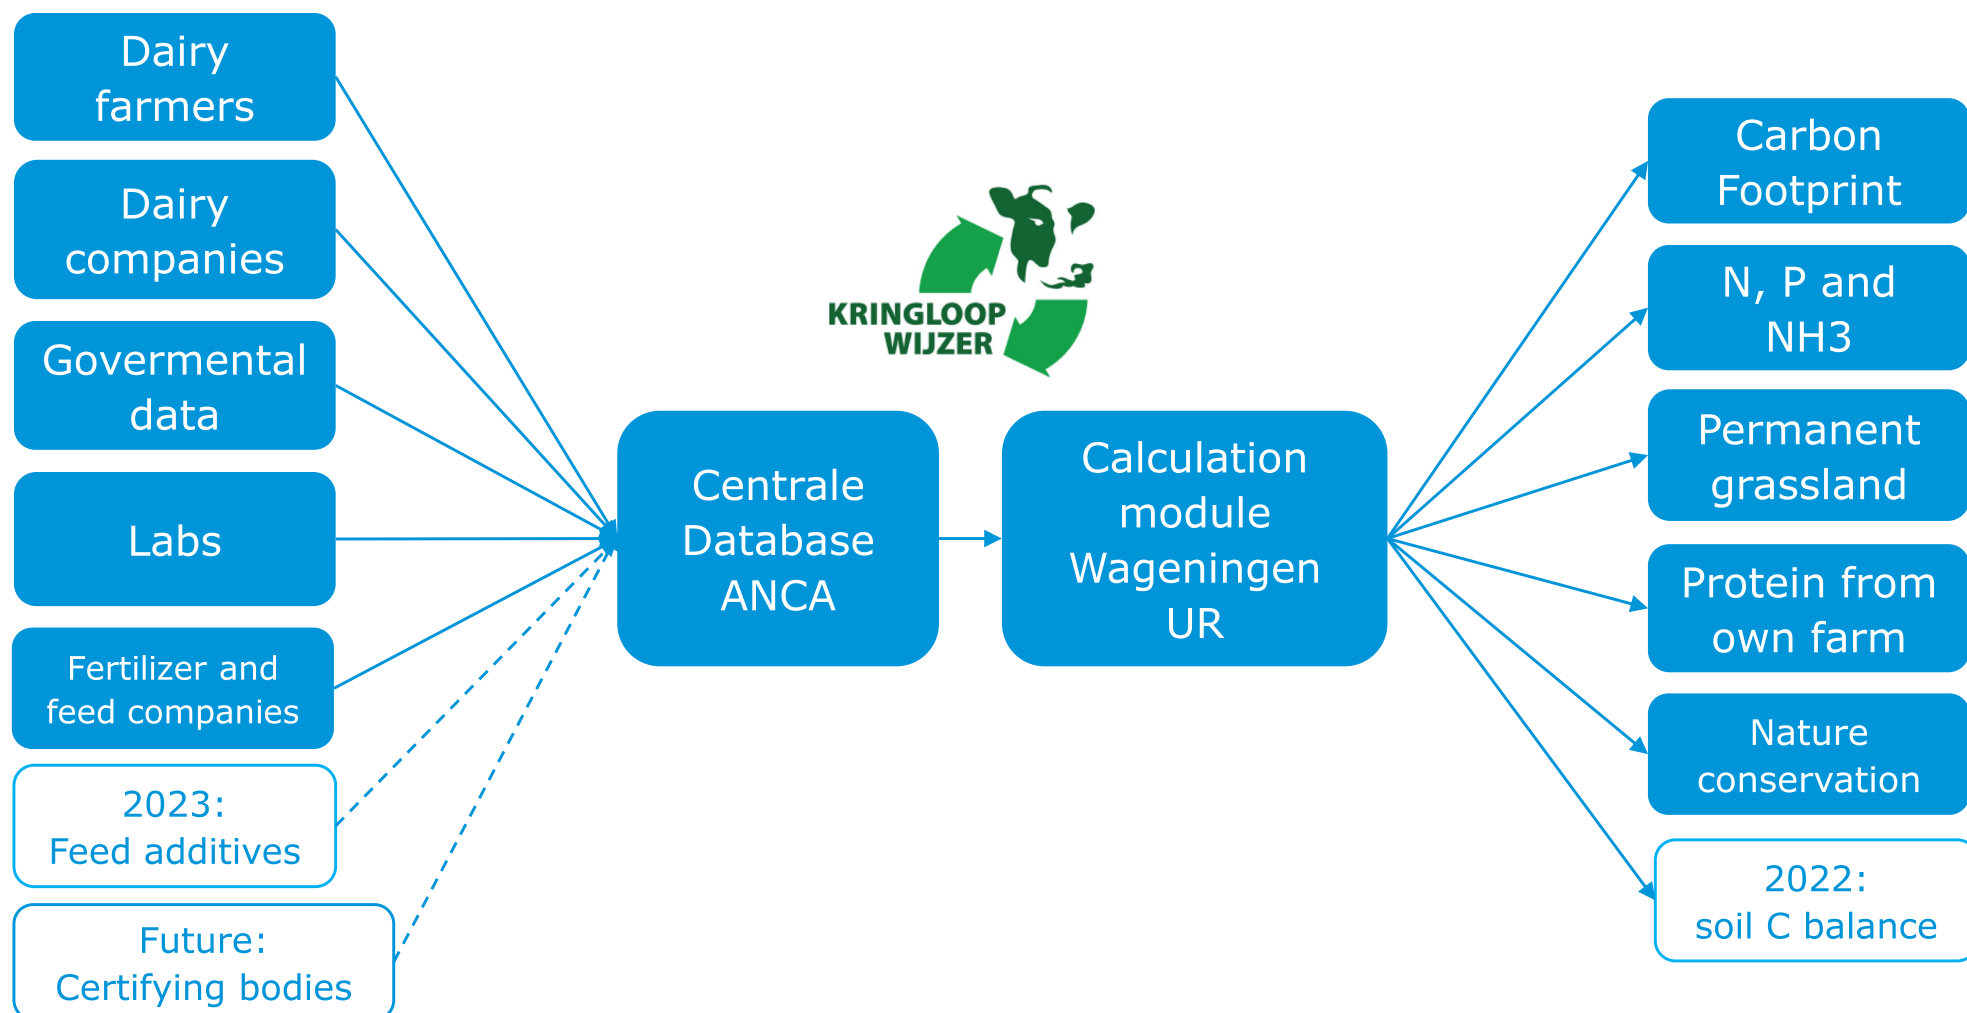 Dairy
farmers
Dairy
companies
Govermental
data
Labs
Fertilizer and
feed companies
2023:
Feed additives
Future:
Certifying bodies
KRINGLOOP
WIJZER
Centrale
Database
ANCA
Calculation
module
Wageningen
UR
Carbon
Footprint
N, P and
NH3
Permanent
grassland
Protein from
own farm
Nature
conservation
2022:
soil C balance